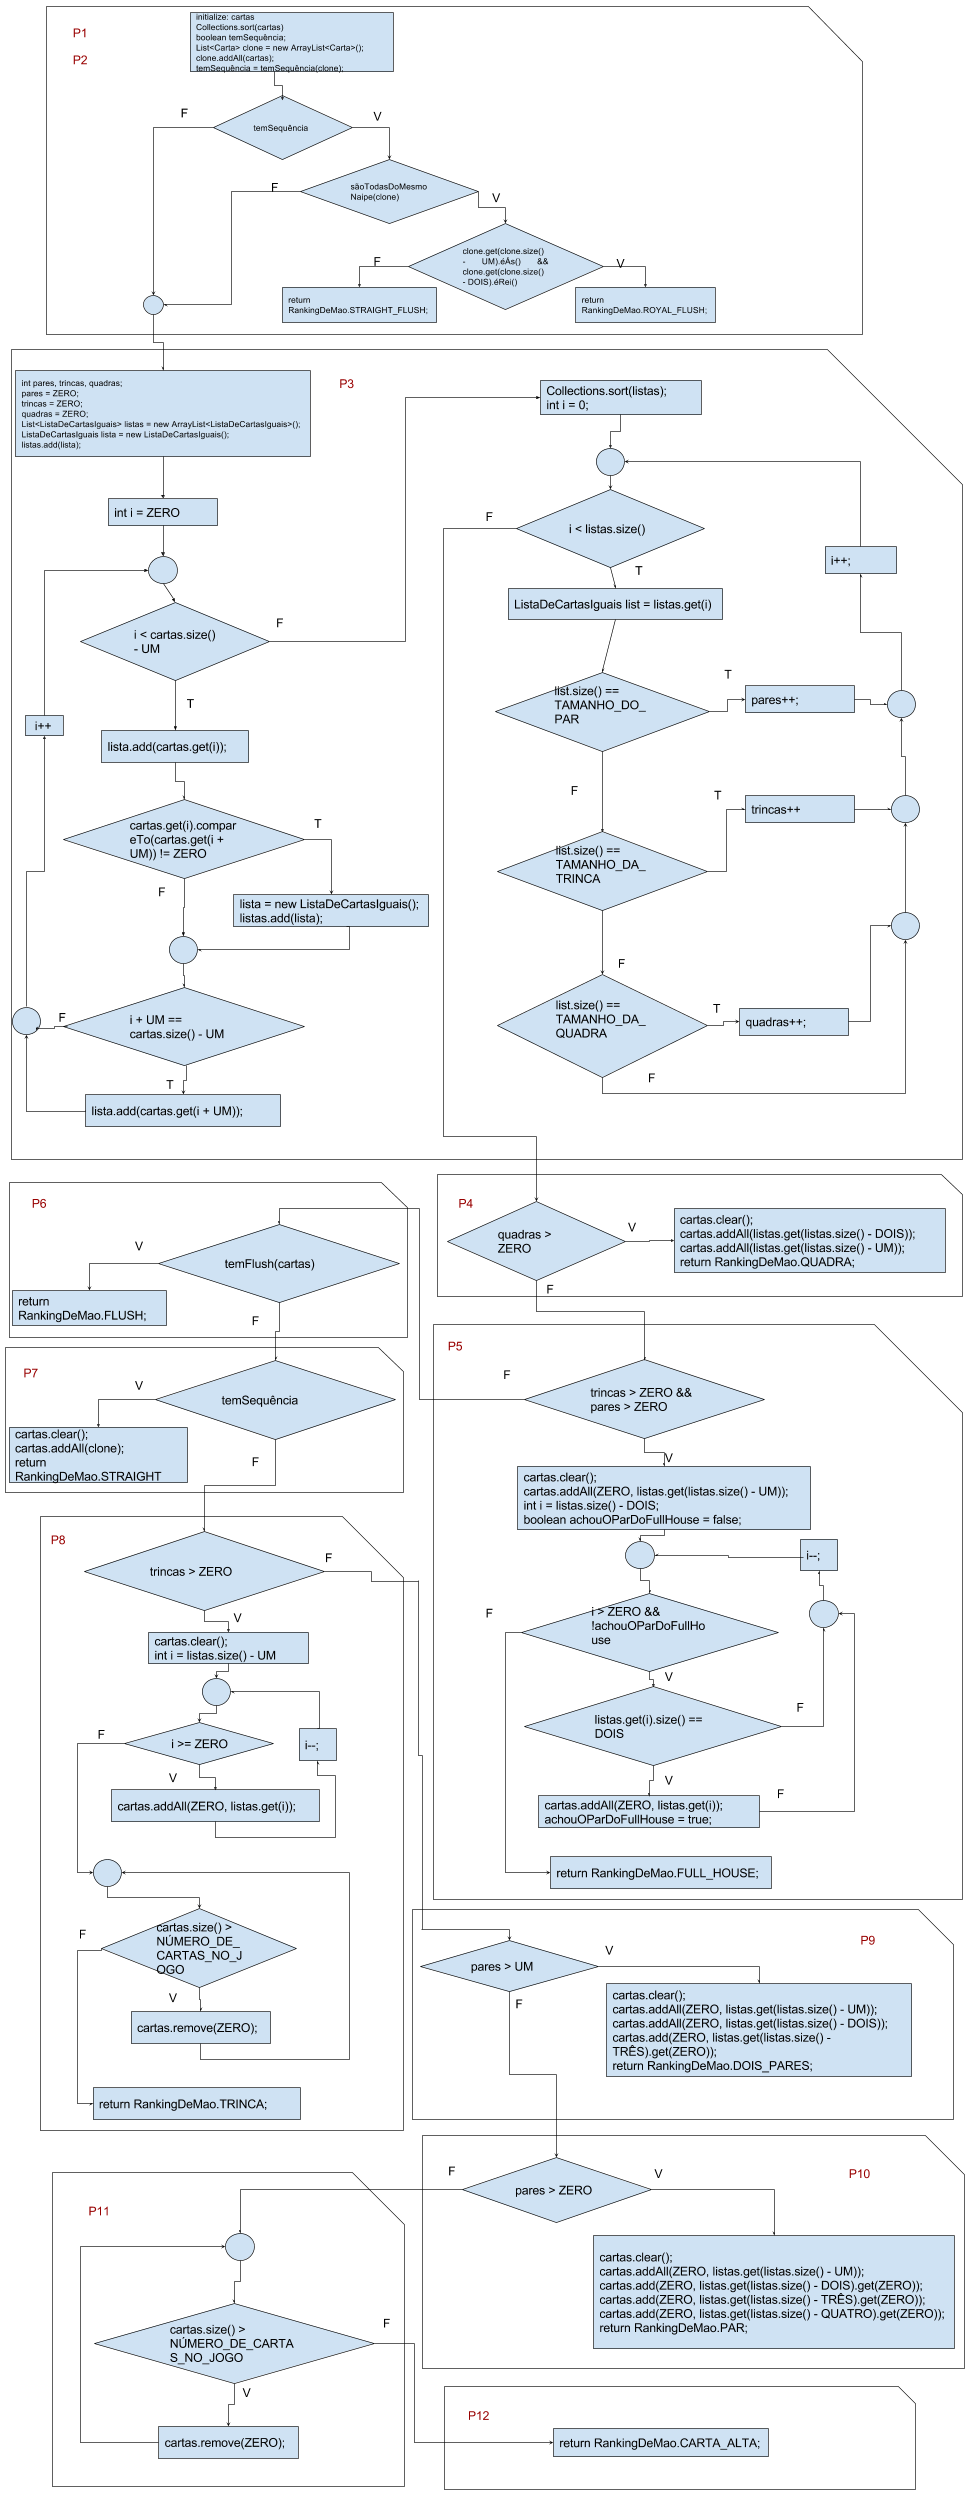 P1
P2
initialize: cartas
Collections.sort(cartas)
boolean temSequência;
List<Carta> clone = new ArrayList<Carta>();
clone.addAll(cartas);
temSequência = temSequência(clone);
F
temSequência
V
F
sãoTodasDoMesmo
Naipe(clone)
V
F
clone.get(clone.size()
- UM).éÀs() &&
clone.get(clone.size()
- DOIS).éRei()
V
return
RankingDeMao.STRAIGHT_FLUSH;
return
RankingDeMao.ROYAL_FLUSH;
P3
int pares, trincas, quadras;
pares = ZERO;
trincas = ZERO;
quadras = ZERO;
List<ListaDeCartasIguais> listas = new ArrayList<ListaDeCartasIguais>();
ListaDeCartasIguais lista = new ListaDeCartasIguais();
listas.add(lista);
int i = ZERO
i < cartas.size()
- UM
F
T
i++
lista.add(cartas.get(i));
cartas.get(i).compar
eTo(cartas.get(i +
UM)) != ZERO
T
F
lista = new ListaDeCartasIguais();
listas.add(lista);
F
i + UM ==
cartas.size() - UM
T
lista.add(cartas.get(i + UM));
Collections.sort(listas);
int i = 0;
F
i < listas.size()
T
i++;
ListaDeCartasIguais list = listas.get(i)
list.size() ==
TAMANHO_DO_
PAR
T
pares++;
F
list.size() ==
TAMANHO_DA_
TRINCA
T
trincas++
F
list.size() ==
TAMANHO_DA_
QUADRA
T
quadras++;
F
P4
quadras >
ZERO
V
cartas.clear();
cartas.addAll(listas.get(listas.size() - DOIS));
cartas.addAll(listas.get(listas.size() - UM));
return RankingDeMao.QUADRA;
F
P6
V
temFlush(cartas)
return
RankingDeMao.FLUSH;
F
P5
F
trincas > ZERO &&
pares > ZERO
V
cartas.clear();
cartas.addAll(ZERO, listas.get(listas.size() - UM));
int i = listas.size() - DOIS;
boolean achouOParDoFullHouse = false;
i--;
F
i > ZERO &&
!achouOParDoFullHo
use
V
listas.get(i).size() ==
DOIS
F
V
cartas.addAll(ZERO, listas.get(i));
achouOParDoFullHouse = true;
F
return RankingDeMao.FULL_HOUSE;
P7
V
temSequência
cartas.clear();
cartas.addAll(clone);
return
RankingDeMao.STRAIGHT
F
P8
trincas > ZERO
F
V
cartas.clear();
int i = listas.size() - UM
F
i >= ZERO
i--;
V
cartas.addAll(ZERO, listas.get(i));
F
cartas.size() >
NÚMERO_DE_
CARTAS_NO_J
OGO
V
cartas.remove(ZERO);
return RankingDeMao.TRINCA;
P9
pares > UM
V
F
cartas.clear();
cartas.addAll(ZERO, listas.get(listas.size() - UM));
cartas.addAll(ZERO, listas.get(listas.size() - DOIS));
cartas.add(ZERO, listas.get(listas.size() -
TRÊS).get(ZERO));
return RankingDeMao.DOIS_PARES;
P10
F
pares > ZERO
V
cartas.clear();
cartas.addAll(ZERO, listas.get(listas.size() - UM));
cartas.add(ZERO, listas.get(listas.size() - DOIS).get(ZERO));
cartas.add(ZERO, listas.get(listas.size() - TRÊS).get(ZERO));
cartas.add(ZERO, listas.get(listas.size() - QUATRO).get(ZERO));
return RankingDeMao.PAR;
P11
cartas.size() >
NÚMERO_DE_CARTA
S_NO_JOGO
F
V
cartas.remove(ZERO);
P12
return RankingDeMao.CARTA_ALTA;